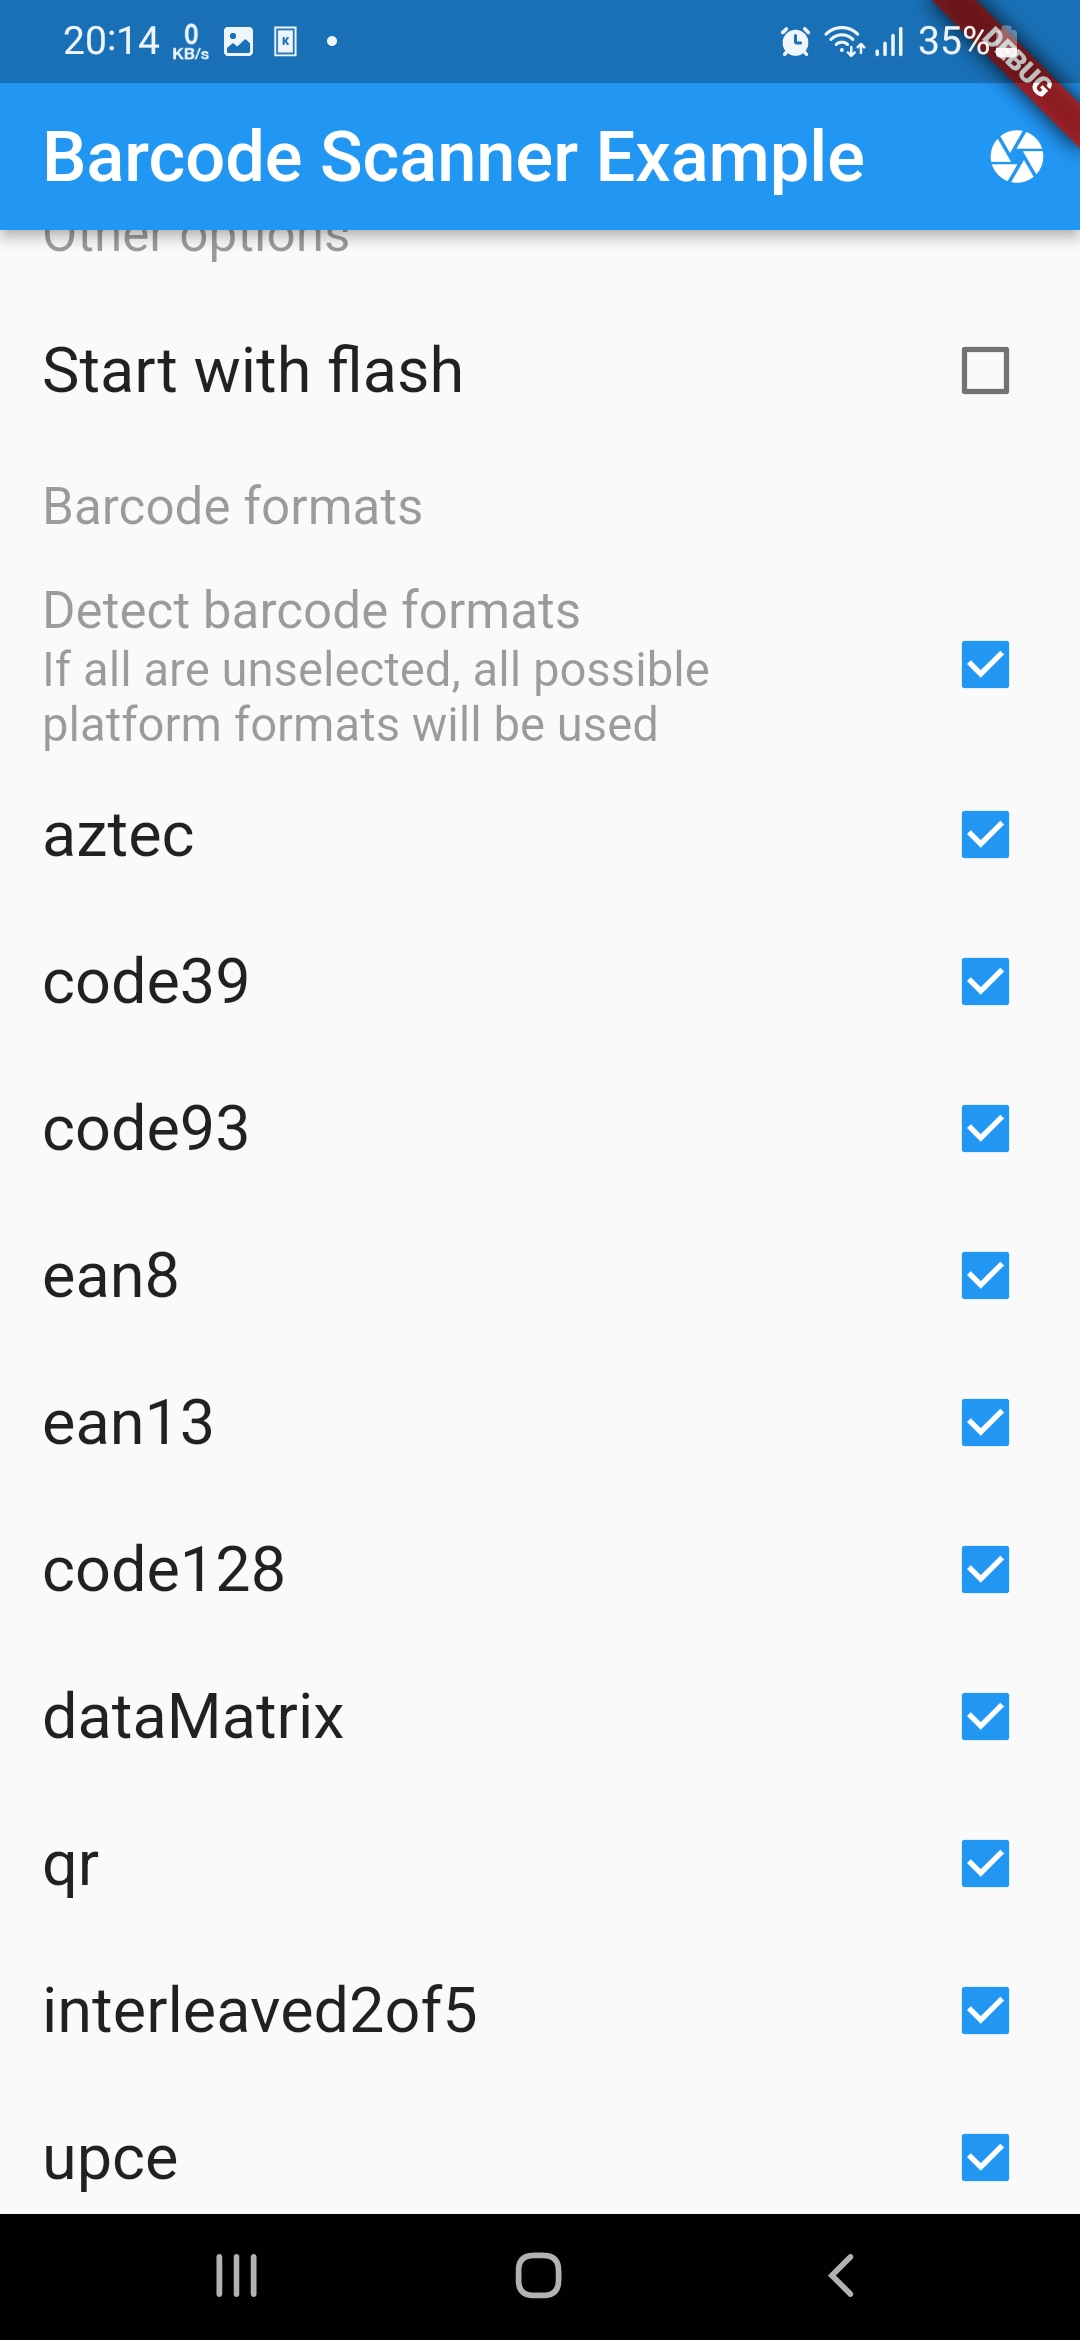 20:14 0 KB/s K 35%
DEBUG
Barcode Scanner Example
Other options
Start with flash
Barcode formats
Detect barcode formats
If all are unselected, all possible
platform formats will be used
aztec
code39
code93
ean8
ean13
code128
dataMatrix
qr
interleaved2of5
upce